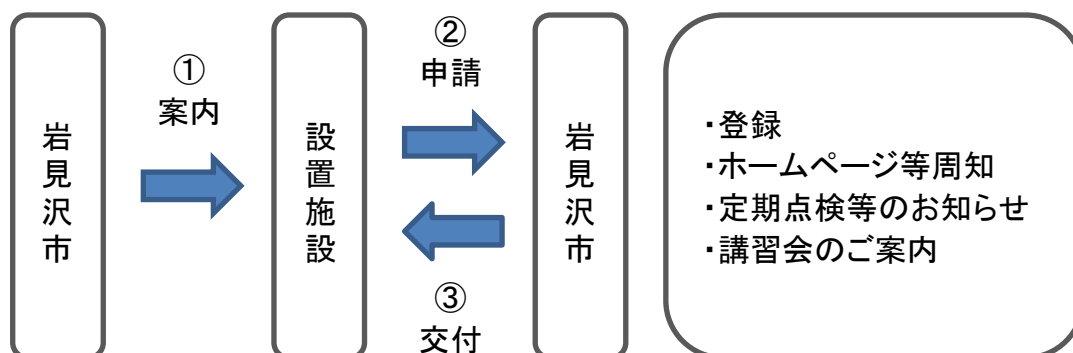 岩見沢市
①
案内
設置施設
②
申請
③
交付
岩見沢市
・登録
・ホームページ等周知
・定期点検等のお知らせ
・講習会のご案内